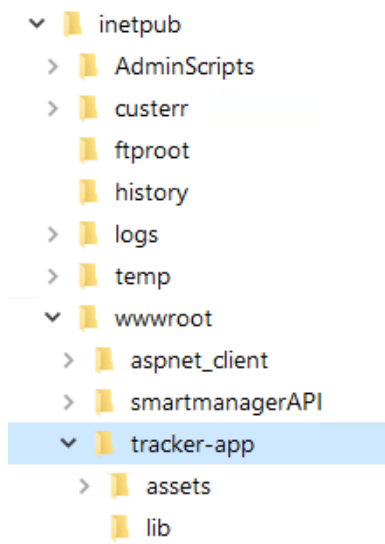 inetpub
AdminScripts
custerr
ftproot
history
logs
temp
wwwroot
aspnet_client
smartmanagerAPI
tracker-app
assets
lib